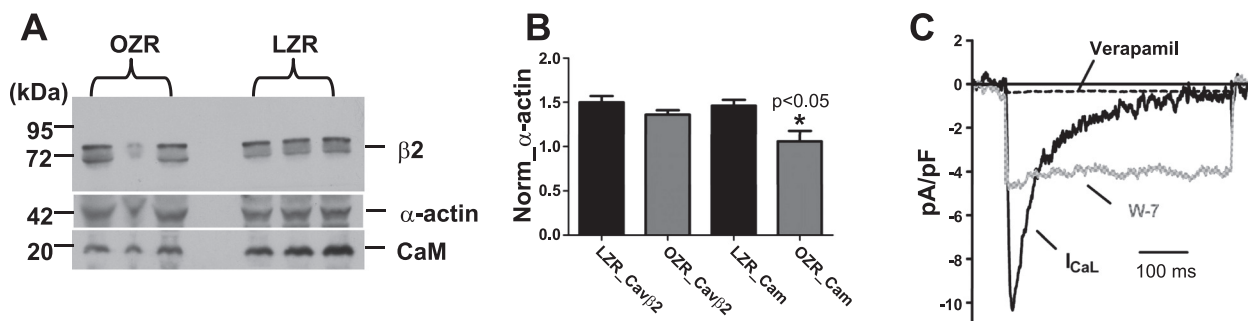 A
OZR
LZR
(kDa)
95
72
42
20
β2
α-actin
CaM
B
Norm_α-actin
2.0
1.5
1.0
0.5
0.0
p<0.05
*
LZR_Cavβ2
OZR_Cavβ2
LZR_Cam
OZR_Cam
C
pA/pF
2
0
-2
-4
-6
-8
-10
Verapamil
W-7
ICaL
100 ms